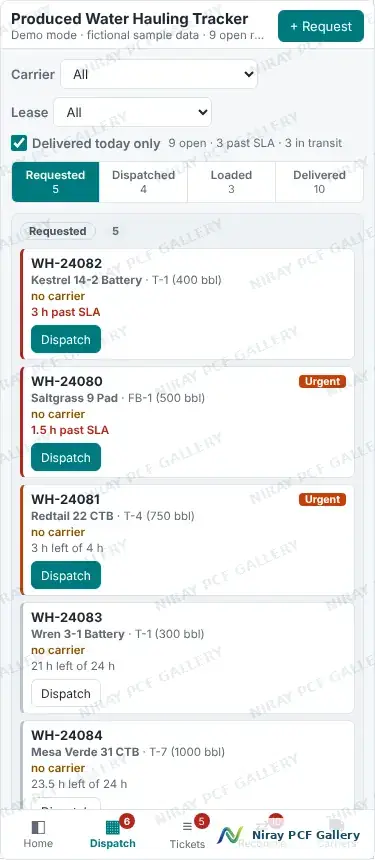 Produced Water Hauling Tracker
Demo mode · fictional sample data · 9 open r...
+ Request
Carrier All
Lease All
Delivered today only 9 open · 3 past SLA · 3 in transit
Requested Dispatched Loaded Delivered
5 4 3 10
Requested 5
WH-24082
Kestrel 14-2 Battery · T-1 (400 bbl)
no carrier
3 h past SLA
Dispatch
WH-24080 Urgent
Saltgrass 9 Pad · FB-1 (500 bbl)
no carrier
1.5 h past SLA
Dispatch
WH-24081 Urgent
Redtail 22 CTB · T-4 (750 bbl)
no carrier
3 h left of 4 h
Dispatch
WH-24083
Wren 3-1 Battery · T-1 (300 bbl)
no carrier
21 h left of 24 h
Dispatch
WH-24084
Mesa Verde 31 CTB · T-7 (1000 bbl)
no carrier
23.5 h left of 24 h
6 5
Home Dispatch Tickets
Niray PCF Gallery
NIRAY PCF GALLERY